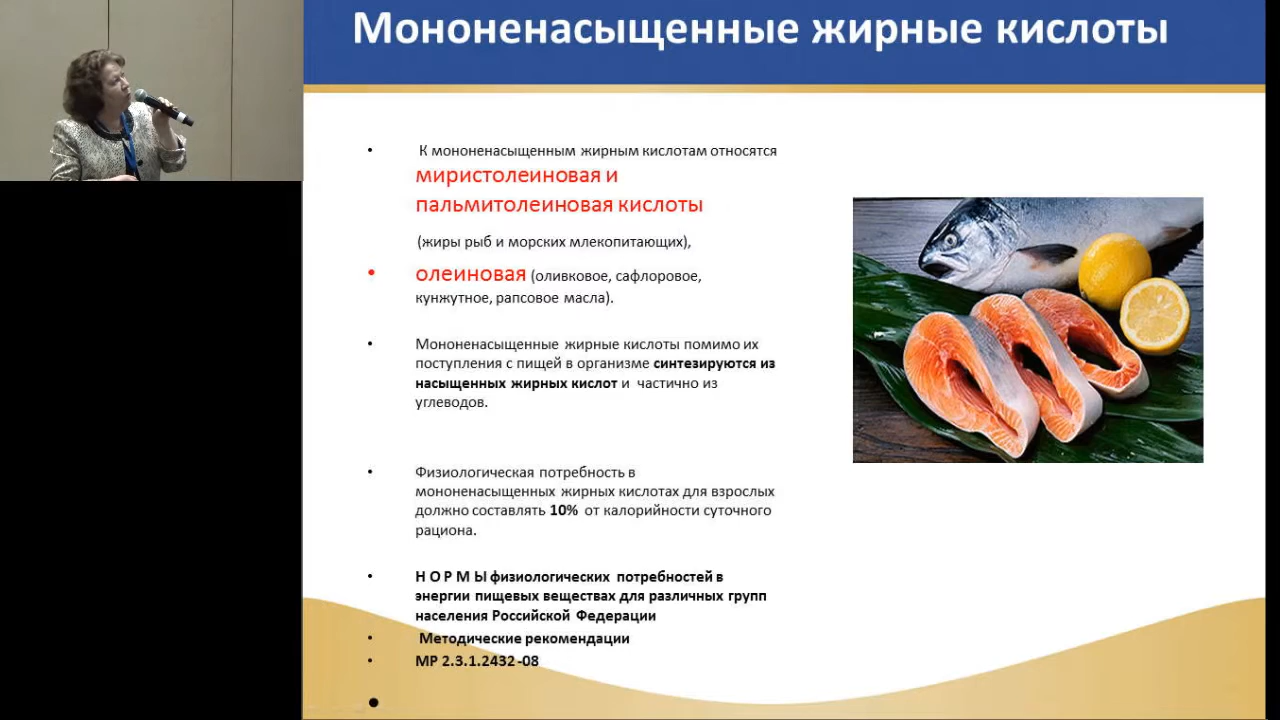 Мононенасыщенные жирные кислоты
• К мононенасыщенным жирным кислотам относятся
миристолеиновая и
пальмитолеиновая кислоты
(жиры рыб и морских млекопитающих),
• олеиновая (оливковое, сафлоровое,
кунжутное, рапсовое масла).
• Мононенасыщенные жирные кислоты помимо их
поступления с пищей в организме синтезируются из
насыщенных жирных кислот и частично из
углеводов.
• Физиологическая потребность в
мононенасыщенных жирных кислотах для взрослых
должно составлять 10% от калорийности суточного
рациона.
• Н О Р М Ы физиологических потребностей в
энергии пищевых веществах для различных групп
населения Российской Федерации
• Методические рекомендации
• МР 2.3.1.2432 -08